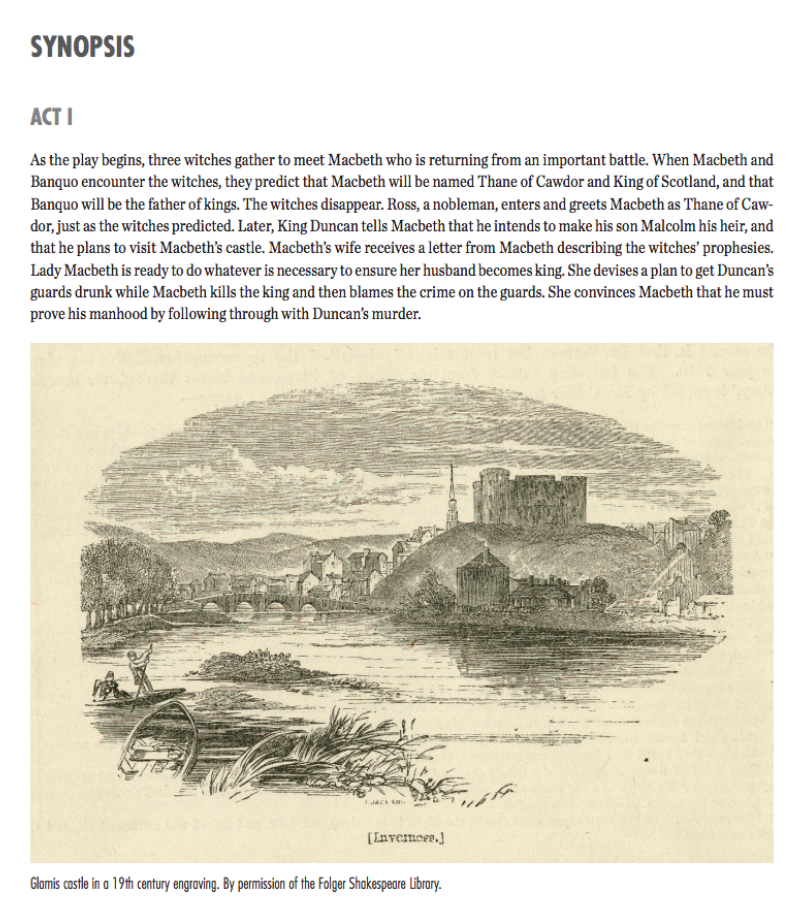 SYNOPSIS
ACT I
As the play begins, three witches gather to meet Macbeth who is returning from an important battle. When Macbeth and
Banquo encounter the witches, they predict that Macbeth will be named Thane of Cawdor and King of Scotland, and that
Banquo will be the father of kings. The witches disappear. Ross, a nobleman, enters and greets Macbeth as Thane of Caw-
dor, just as the witches predicted. Later, King Duncan tells Macbeth that he intends to make his son Malcolm his heir, and
that he plans to visit Macbeth’s castle. Macbeth’s wife receives a letter from Macbeth describing the witches’ prophesies.
Lady Macbeth is ready to do whatever is necessary to ensure her husband becomes king. She devises a plan to get Duncan’s
guards drunk while Macbeth kills the king and then blames the crime on the guards. She convinces Macbeth that he must
prove his manhood by following through with Duncan’s murder.
[Inverness.]
Glamis castle in a 19th century engraving. By permission of the Folger Shakespeare Library.